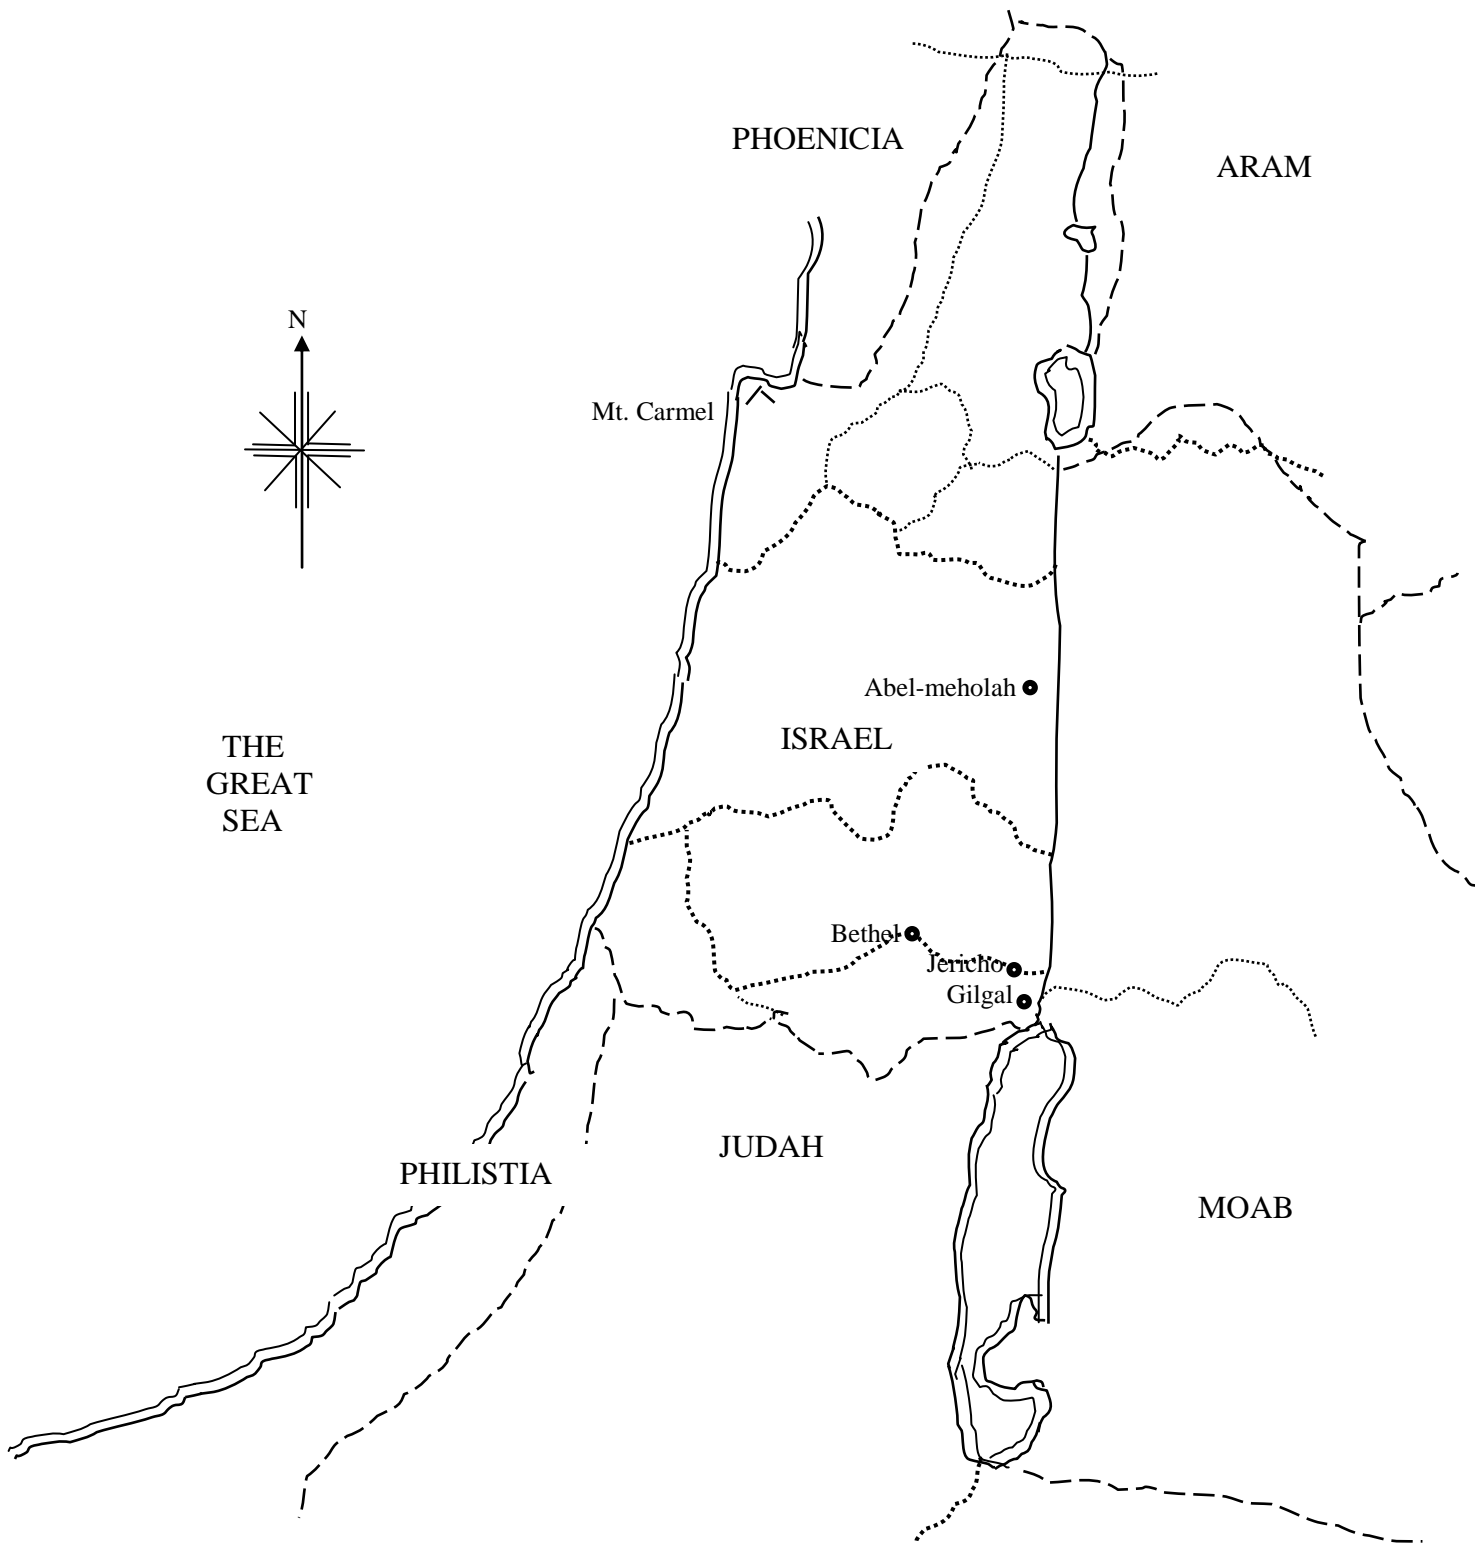 PHOENICIA
ARAM
N
Mt. Carmel
Abel-meholah
ISRAEL
THE
GREAT
SEA
Bethel
Jericho
Gilgal
JUDAH
PHILISTIA
MOAB